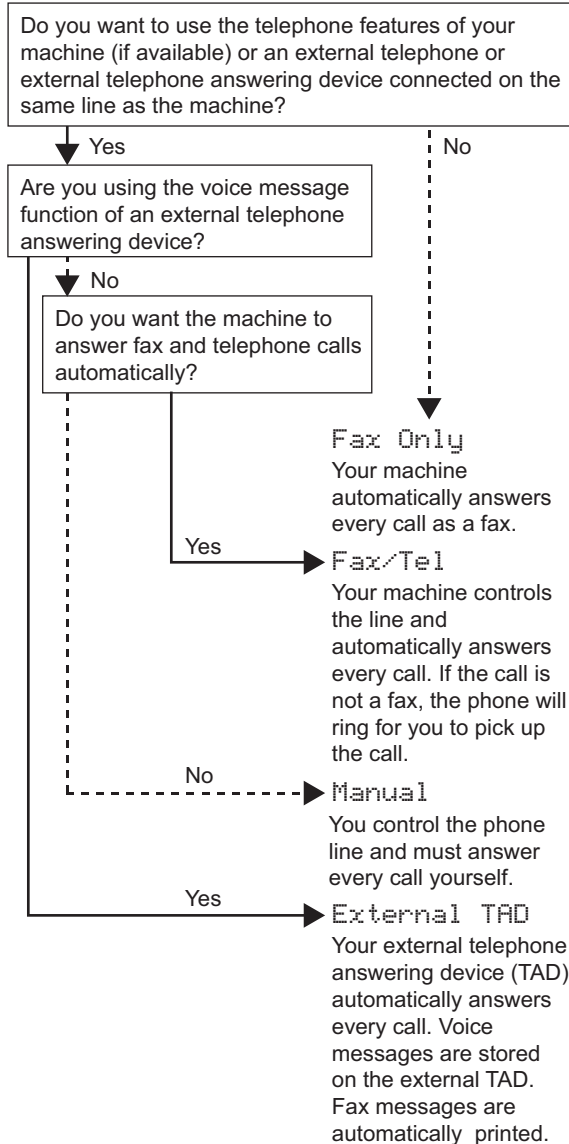 Do you want to use the telephone features of your
machine (if available) or an external telephone or
external telephone answering device connected on the
same line as the machine?
Yes
No
Are you using the voice message
function of an external telephone
answering device?
No
Do you want the machine to
answer fax and telephone calls
automatically?
Fax Only
Your machine
automatically answers
every call as a fax.
Yes
Fax/Tel
Your machine controls
the line and
automatically answers
every call. If the call is
not a fax, the phone will
ring for you to pick up
the call.
No
Manual
You control the phone
line and must answer
every call yourself.
Yes
External TAD
Your external telephone
answering device (TAD)
automatically answers
every call. Voice
messages are stored
on the external TAD.
Fax messages are
automatically printed.